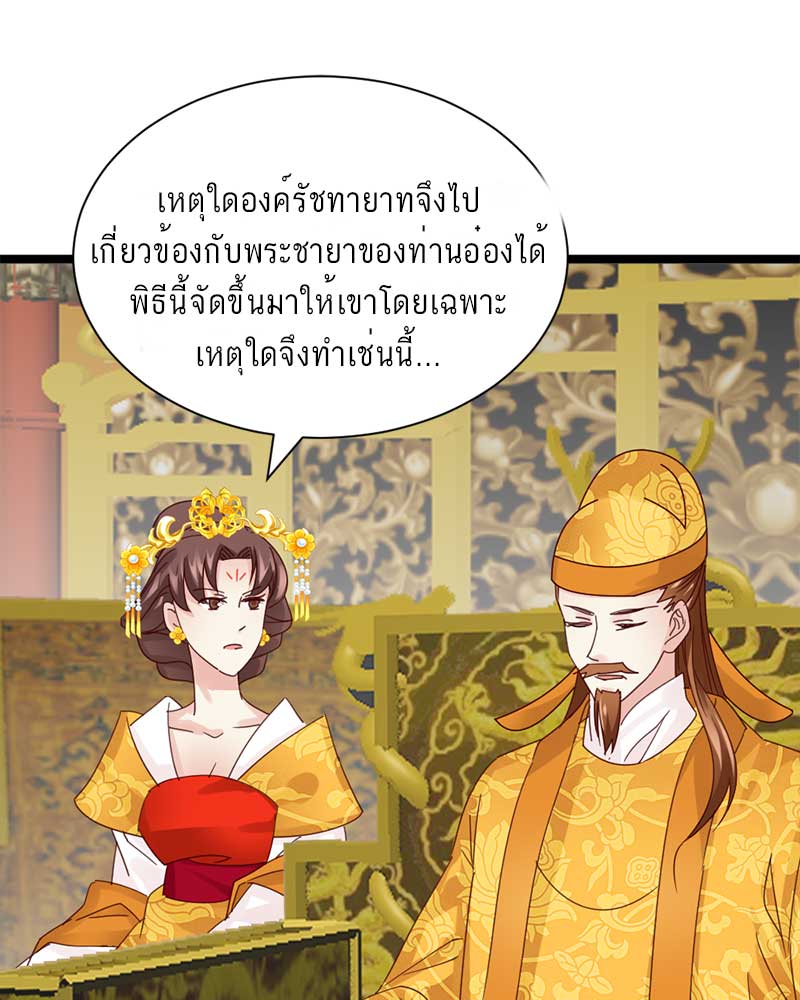 เหตุใดองค์รัชทายาทจึงไป
เกี่ยวข้องกับพระชายาของท่านอ๋องได้
พิธีนี้จัดขึ้นมาให้เขาโดยเฉพาะ
เหตุใดจึงทำเช่นนี้...